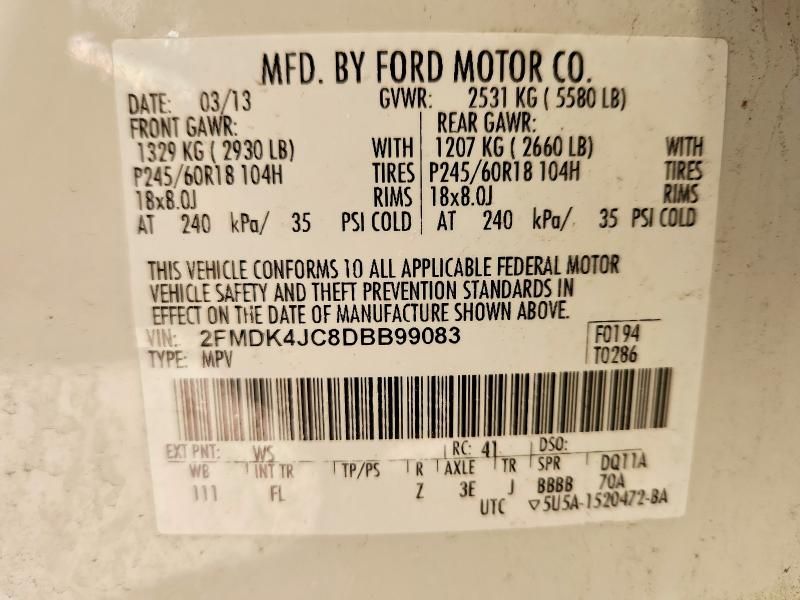 MFD. BY FORD MOTOR CO.
DATE: 03/13 GVWR: 2531 KG ( 5580 LB)
FRONT GAWR: REAR GAWR:
1329 KG ( 2930 LB) WITH 1207 KG ( 2660 LB) WITH
P245/60R18 104H TIRES P245/60R18 104H TIRES
18x8.0J RIMS 18x8.0J RIMS
AT 240 kPa/ 35 PSI COLD AT 240 kPa/ 35 PSI COLD
THIS VEHICLE CONFORMS TO ALL APPLICABLE FEDERAL MOTOR
VEHICLE SAFETY AND THEFT PREVENTION STANDARDS IN
EFFECT ON THE DATE OF MANUFACTURE SHOWN ABOVE.
VIN: 2FMDK4JC8DBB99083 F0194
TYPE: MPV T0286
EXT PNT: WS RC: 41 DSO:
WB INT TR TP/PS R AXLE TR SPR DQ11A
111 FL Z 3E J BBBB 70A
UTC ▽5U5A-1520472-BA